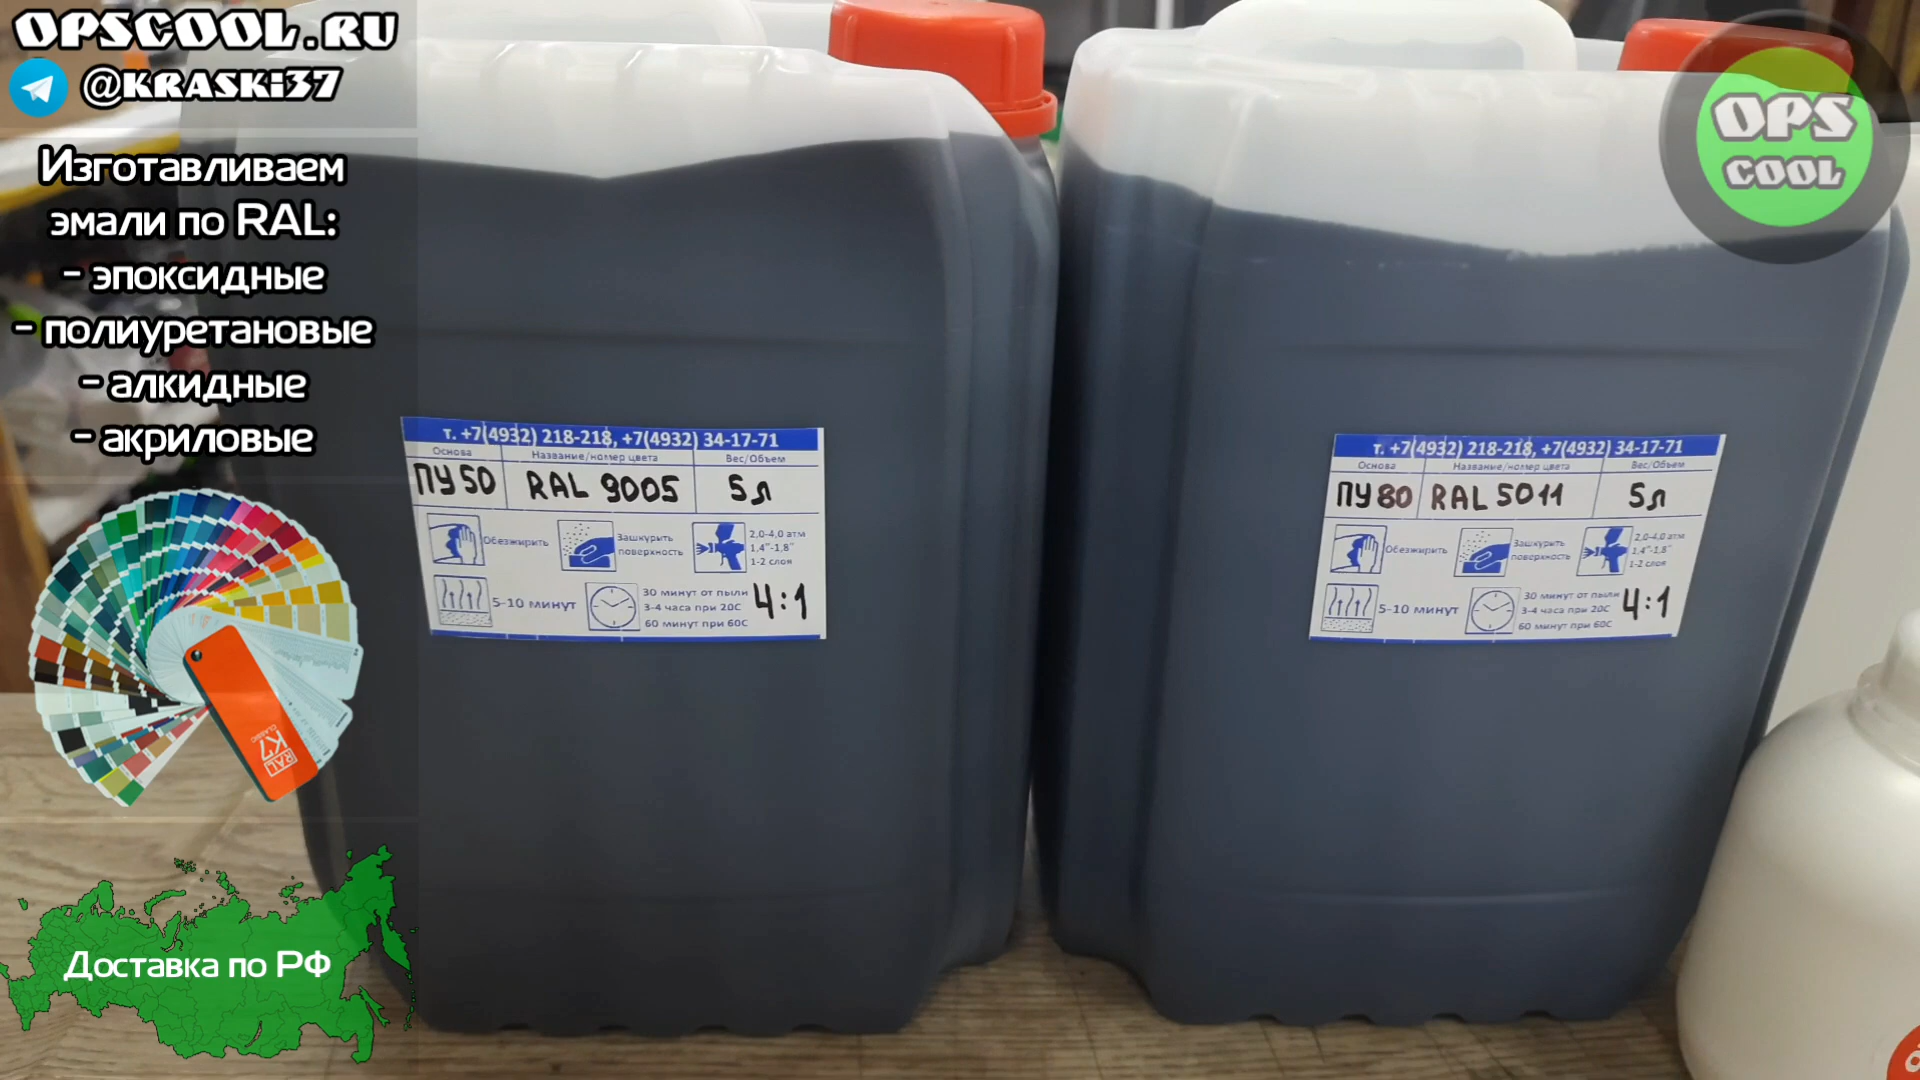 OPSCOOL.RU
@KRASKI37
Изготавливаем
эмали по RAL:
- эпоксидные
- полиуретановые
- алкидные
- акриловые
RAL
K7
CLASSIC
Доставка по РФ
OPS
COOL
т. +7(4932) 218-218, +7(4932) 34-17-71
Основа Название/номер цвета Вес/Объем
ПУ50 RAL 9005 5л
Обезжирить
Зашкурить
поверхность
2,0-4,0 атм
1,4"-1,8"
1-2 слоя
5-10 минут
30 минут от пыли
3-4 часа при 20С
60 минут при 60С
4:1
т. +7(4932) 218-218, +7(4932) 34-17-71
Основа Название/номер цвета Вес/Объем
ПУ80 RAL 5011 5л
Обезжирить
Зашкурить
поверхность
2,0-4,0 атм
1,4"-1,8"
1-2 слоя
5-10 минут
30 минут от пыли
3-4 часа при 20С
60 минут при 60С
4:1